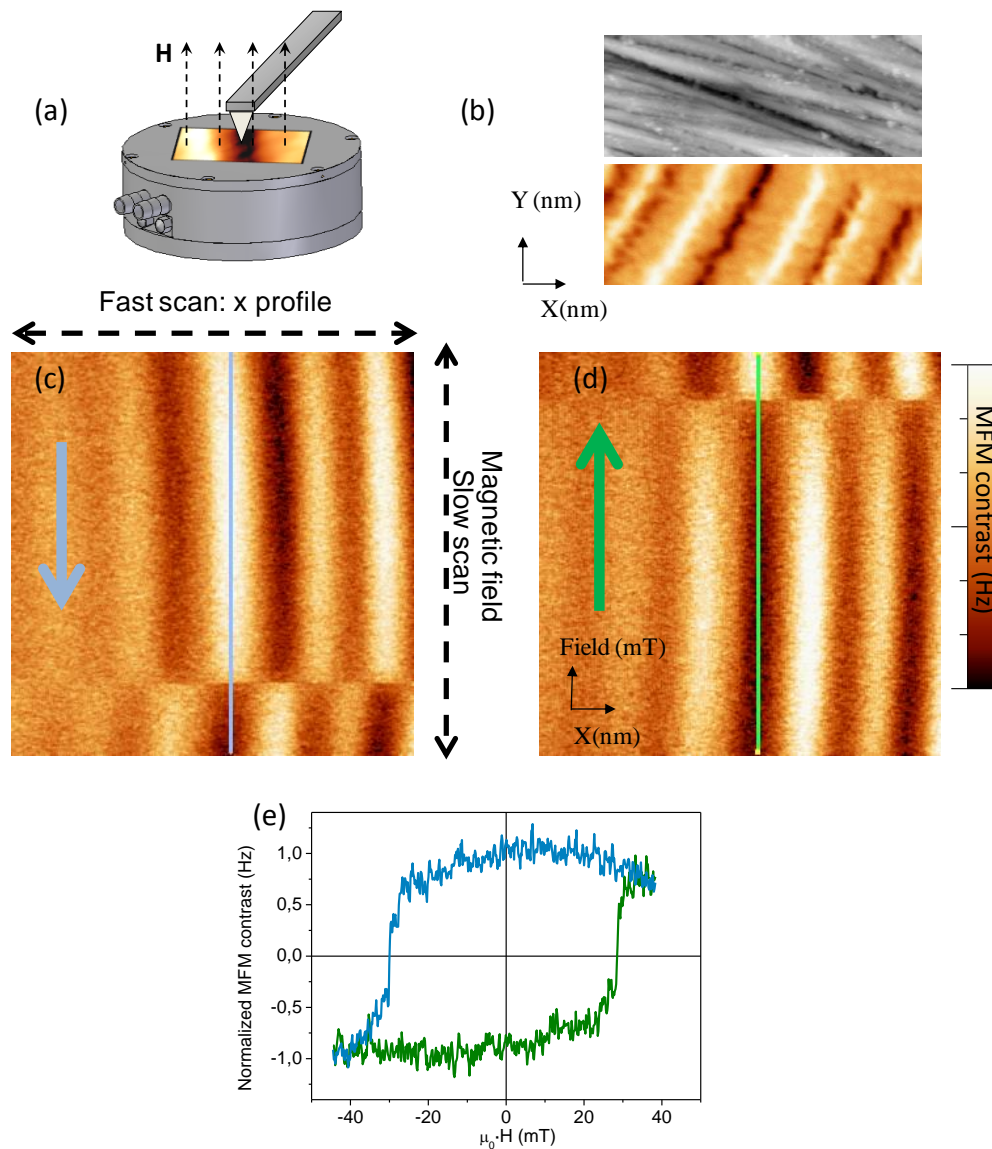 H
(a)
(b)
Y (nm)
X(nm)
Fast scan: x profile
(c)
Magnetic field
Slow scan
(d)
Field (mT)
X(nm)
MFM contrast (Hz)
(e)
Normalized MFM contrast (Hz)
1,0
0,5
0,0
-0,5
-1,0
-40 -20 0 20 40
μ₀·H (mT)